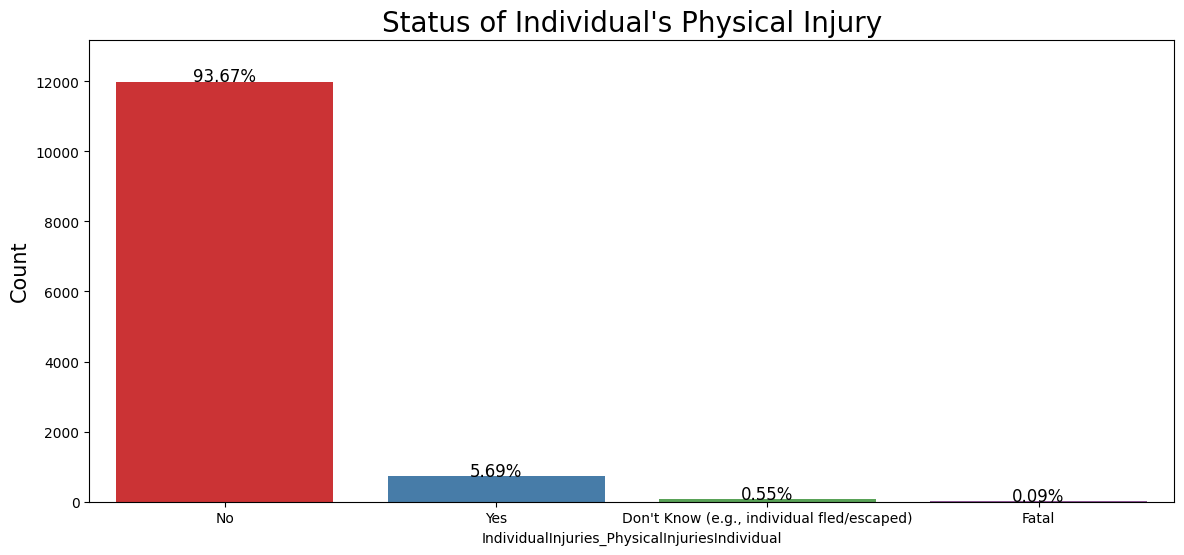 Status of Individual's Physical Injury
Count
12000
10000
8000
6000
4000
2000
0
93.67%
5.69%
0.55%
0.09%
No
Yes
Don't Know (e.g., individual fled/escaped)
Fatal
IndividualInjuries_PhysicalInjuriesIndividual